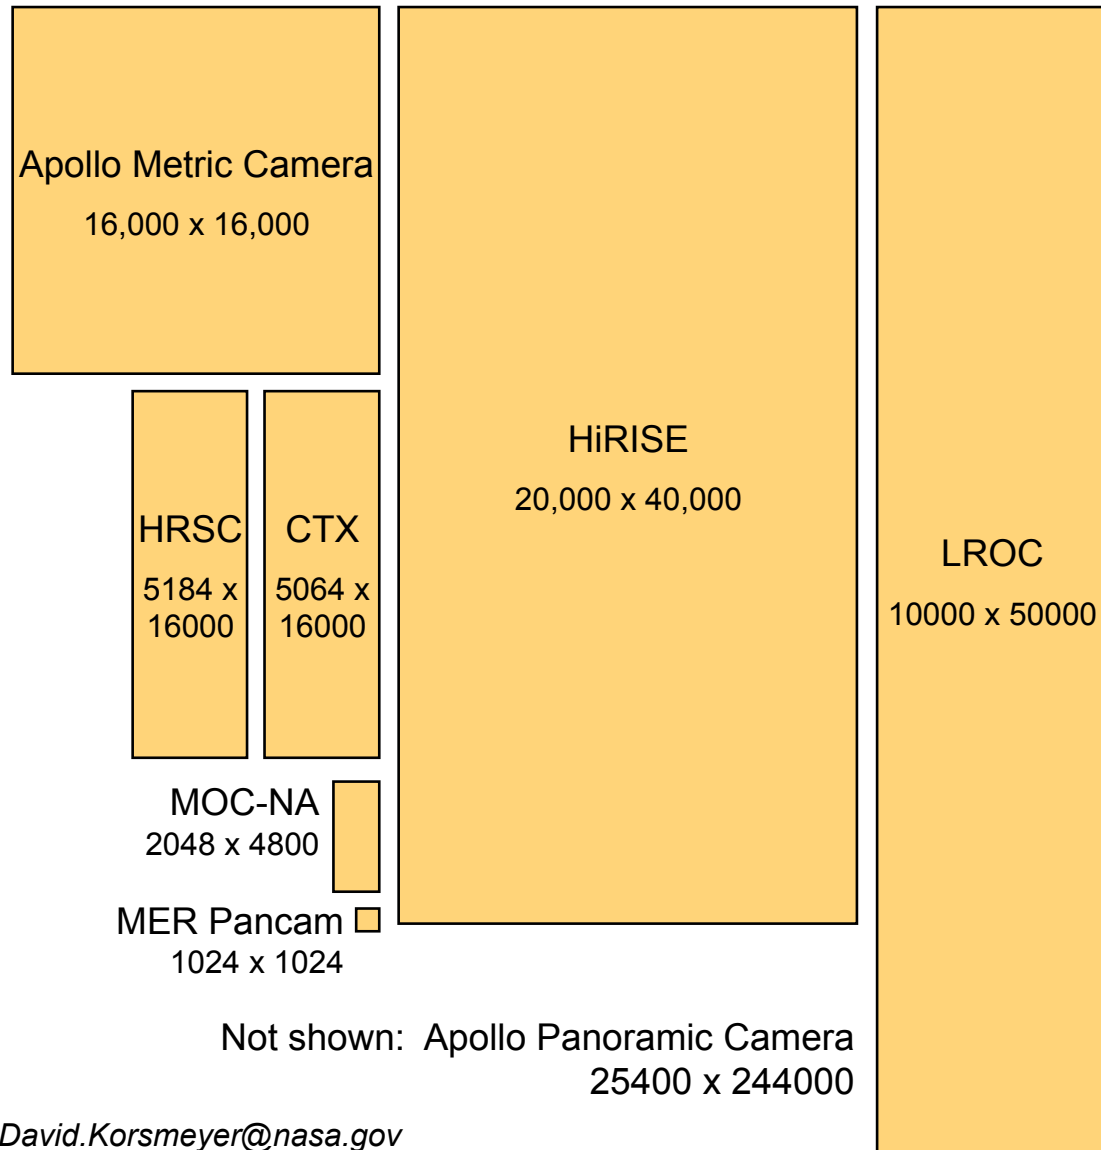 Apollo Metric Camera
16,000 x 16,000
HiRISE
20,000 x 40,000
LROC
10000 x 50000
HRSC
5184 x
16000
CTX
5064 x
16000
MOC-NA
2048 x 4800
MER Pancam
1024 x 1024
Not shown:  Apollo Panoramic Camera
25400 x 244000
David.Korsmeyer@nasa.gov